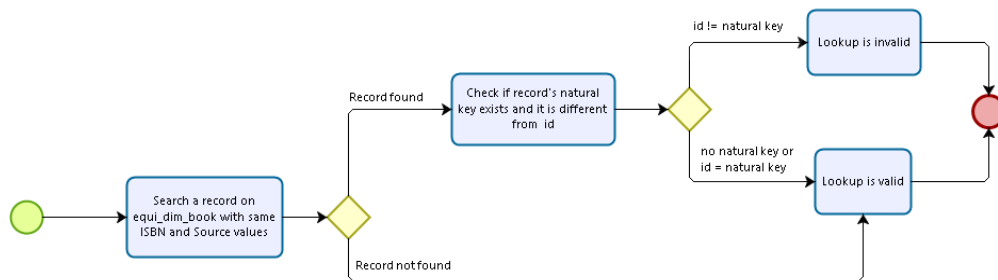 id != natural key
Lookup is invalid
Record found
Check if record's natural
key exists and it is different
from id
no natural key or
id = natural key
Lookup is valid
Search a record on
equi_dim_book with same
ISBN and Source values
Record not found